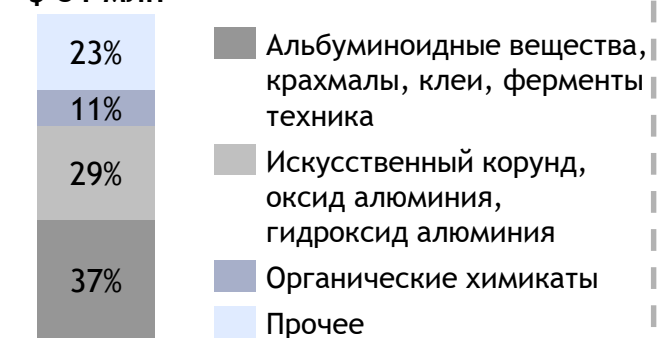 23%
11%
29%
37%
Альбуминоидные вещества,
крахмалы, клеи, ферменты
техника
Искусственный корунд,
оксид алюминия,
гидроксид алюминия
Органические химикаты
Прочее